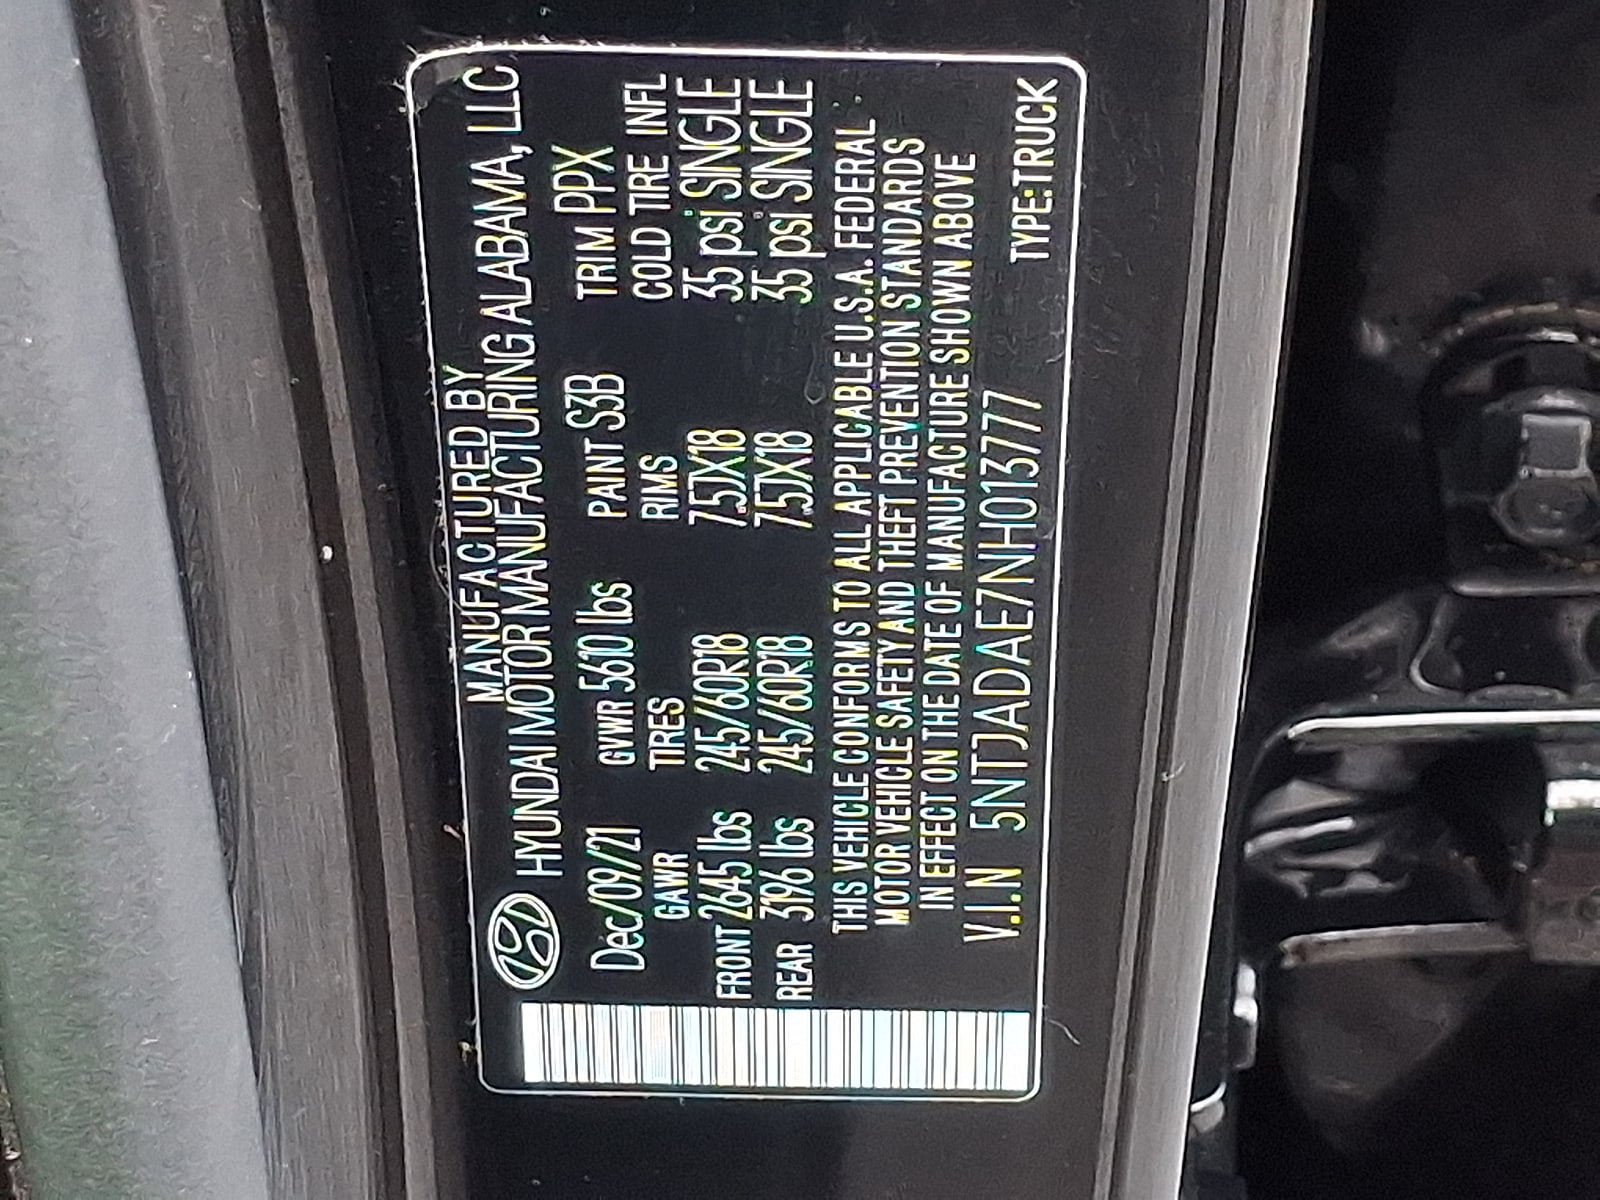 MANUFACTURED BY
HYUNDAI MOTOR MANUFACTURING ALABAMA, LLC
Dec/09/21 GVWR 5610 lbs PAINT S3B TRIM PPX
GAWR TIRES RIMS COLD TIRE INFL
FRONT 2645 lbs 245/60R18 7.5JX18 35 psi SINGLE
REAR 3196 lbs 245/60R18 7.5JX18 35 psi SINGLE
THIS VEHICLE CONFORMS TO ALL APPLICABLE U.S.A. FEDERAL
MOTOR VEHICLE SAFETY AND THEFT PREVENTION STANDARDS
IN EFFECT ON THE DATE OF MANUFACTURE SHOWN ABOVE
V.I.N 5NTJADAE7NH013777 TYPE:TRUCK